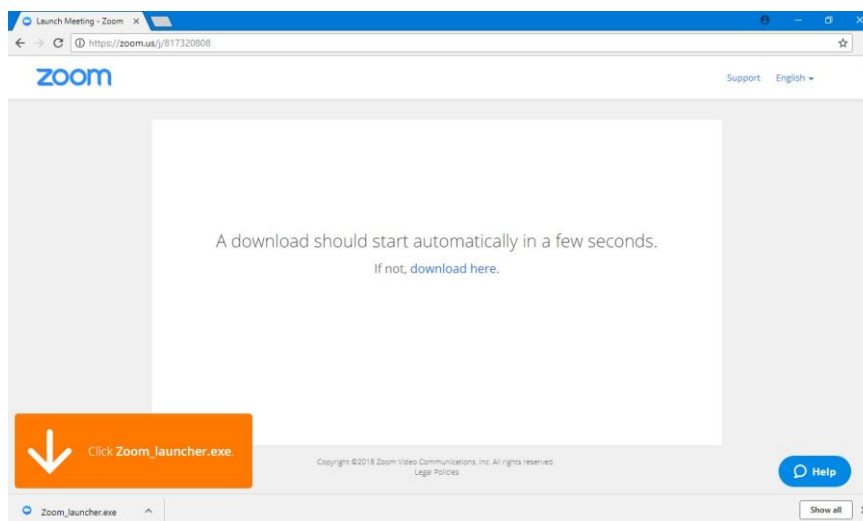 Launch Meeting - Zoom
https://zoom.us/j/817320808
zoom
Support English
A download should start automatically in a few seconds.
If not, download here.
Click Zoom_launcher.exe.
Copyright ©2018 Zoom Video Communications, Inc. All rights reserved.
Legal Policies
Help
Zoom_launcher.exe
Show all